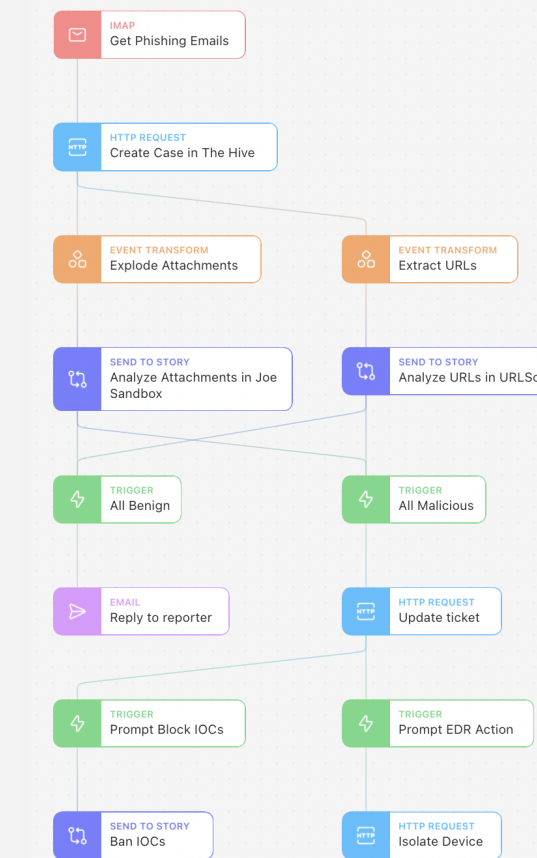 IMAP
Get Phishing Emails
HTTP
HTTP REQUEST
Create Case in The Hive
EVENT TRANSFORM
Explode Attachments
EVENT TRANSFORM
Extract URLs
SEND TO STORY
Analyze Attachments in Joe
Sandbox
SEND TO STORY
Analyze URLs in URLSc
TRIGGER
All Benign
TRIGGER
All Malicious
EMAIL
Reply to reporter
HTTP
HTTP REQUEST
Update ticket
TRIGGER
Prompt Block IOCs
TRIGGER
Prompt EDR Action
SEND TO STORY
Ban IOCs
HTTP
HTTP REQUEST
Isolate Device